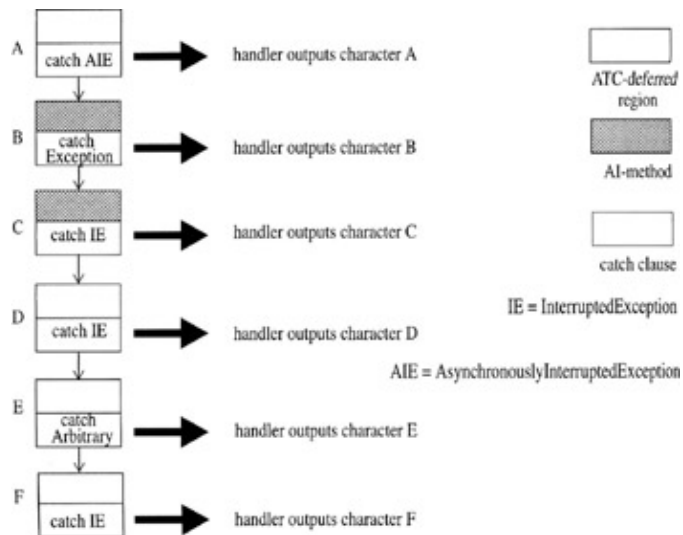 A
catch AIE
handler outputs character A
B
catch
Exception
handler outputs character B
C
catch IE
handler outputs character C
D
catch IE
handler outputs character D
E
catch
Arbitrary
handler outputs character E
F
catch IE
handler outputs character F
ATC-deferred
region
AI-method
catch clause
IE = InterruptedException
AIE = AsynchronouslyInterruptedException